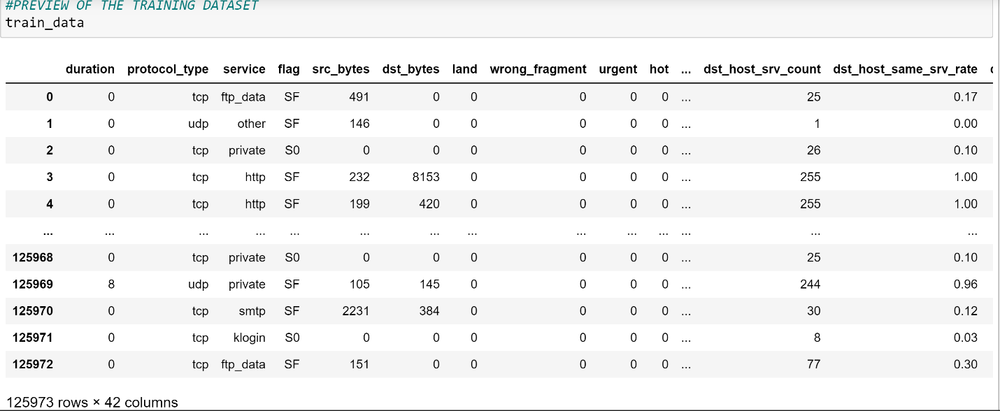 #PREVIEW OF THE TRAINING DATASET
train_data
duration protocol_type service flag src_bytes dst_bytes land wrong_fragment urgent hot ... dst_host_srv_count dst_host_same_srv_rate
0 0 tcp ftp_data SF 491 0 0 0 0 0 ... 25 0.17
1 0 udp other SF 146 0 0 0 0 0 ... 1 0.00
2 0 tcp private S0 0 0 0 0 0 0 ... 26 0.10
3 0 tcp http SF 232 8153 0 0 0 0 ... 255 1.00
4 0 tcp http SF 199 420 0 0 0 0 ... 255 1.00
... ... ... ... ... ... ... ... ... ... ... ... ... ...
125968 0 tcp private S0 0 0 0 0 0 0 ... 25 0.10
125969 8 udp private SF 105 145 0 0 0 0 ... 244 0.96
125970 0 tcp smtp SF 2231 384 0 0 0 0 ... 30 0.12
125971 0 tcp klogin S0 0 0 0 0 0 0 ... 8 0.03
125972 0 tcp ftp_data SF 151 0 0 0 0 0 ... 77 0.30
125973 rows × 42 columns